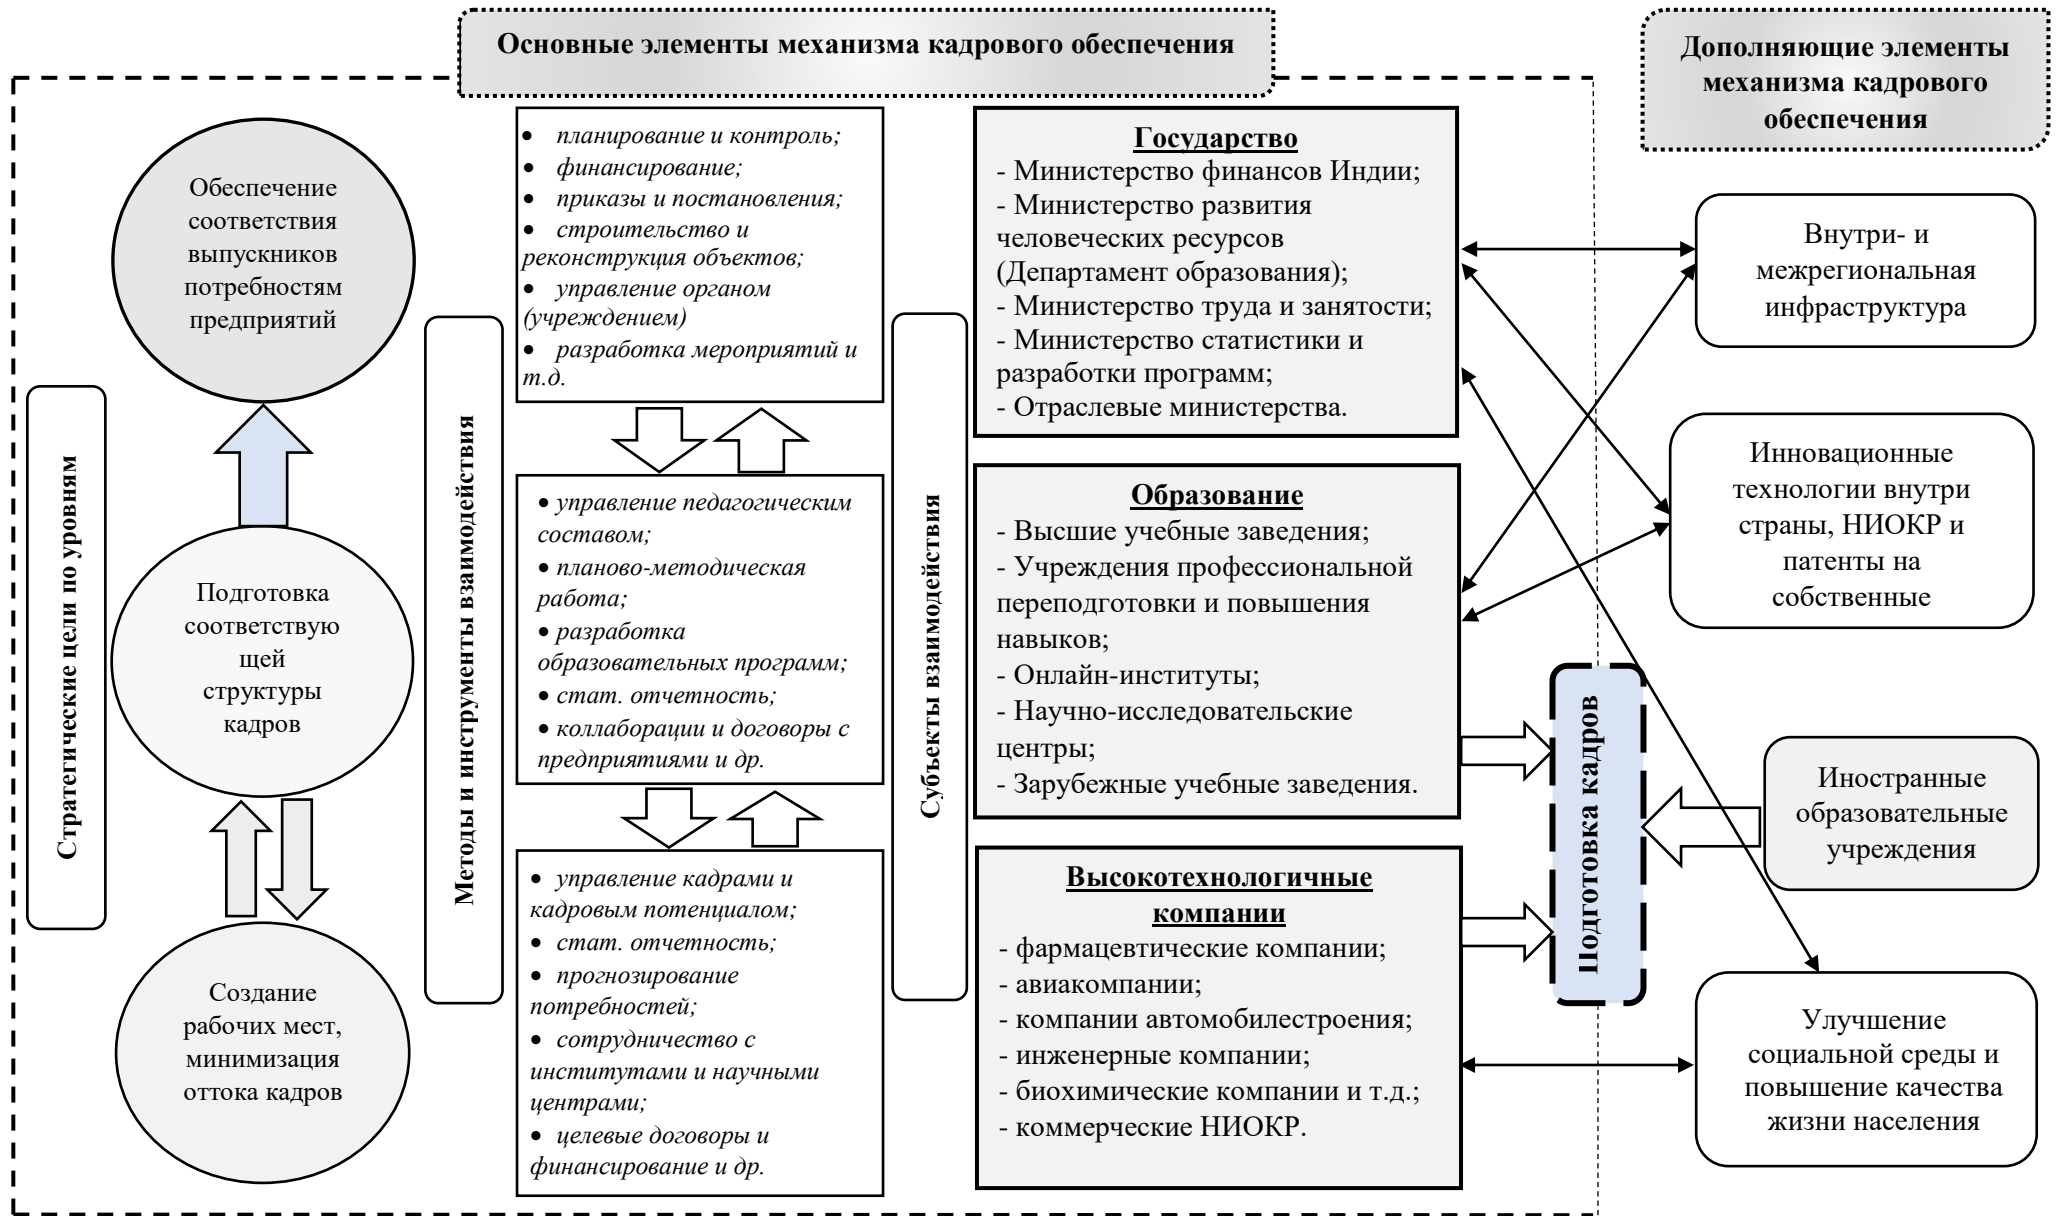 Основные элементы механизма кадрового обеспечения
Дополняющие элементы
механизма кадрового
обеспечения
Стратегические цели по уровням
Обеспечение
соответствия
выпускников
потребностям
предприятий
Подготовка
соответствую
щей
структуры
кадров
Создание
рабочих мест,
минимизация
оттока кадров
Методы и инструменты взаимодействия
• планирование и контроль;
• финансирование;
• приказы и постановления;
• строительство и
реконструкция объектов;
• управление органом
(учреждением)
• разработка мероприятий и
т.д.
• управление педагогическим
составом;
• планово-методическая
работа;
• разработка
образовательных программ;
• стат. отчетность;
• коллаборации и договоры с
предприятиями и др.
• управление кадрами и
кадровым потенциалом;
• стат. отчетность;
• прогнозирование
потребностей;
• сотрудничество с
институтами и научными
центрами;
• целевые договоры и
финансирование и др.
Субъекты взаимодействия
Государство
- Министерство финансов Индии;
- Министерство развития
человеческих ресурсов
(Департамент образования);
- Министерство труда и занятости;
- Министерство статистики и
разработки программ;
- Отраслевые министерства.
Образование
- Высшие учебные заведения;
- Учреждения профессиональной
переподготовки и повышения
навыков;
- Онлайн-институты;
- Научно-исследовательские
центры;
- Зарубежные учебные заведения.
Высокотехнологичные
компании
- фармацевтические компании;
- авиакомпании;
- компании автомобилестроения;
- инженерные компании;
- биохимические компании и т.д.;
- коммерческие НИОКР.
Подготовка кадров
Внутри- и
межрегиональная
инфраструктура
Инновационные
технологии внутри
страны, НИОКР и
патенты на
собственные
Иностранные
образовательные
учреждения
Улучшение
социальной среды и
повышение качества
жизни населения